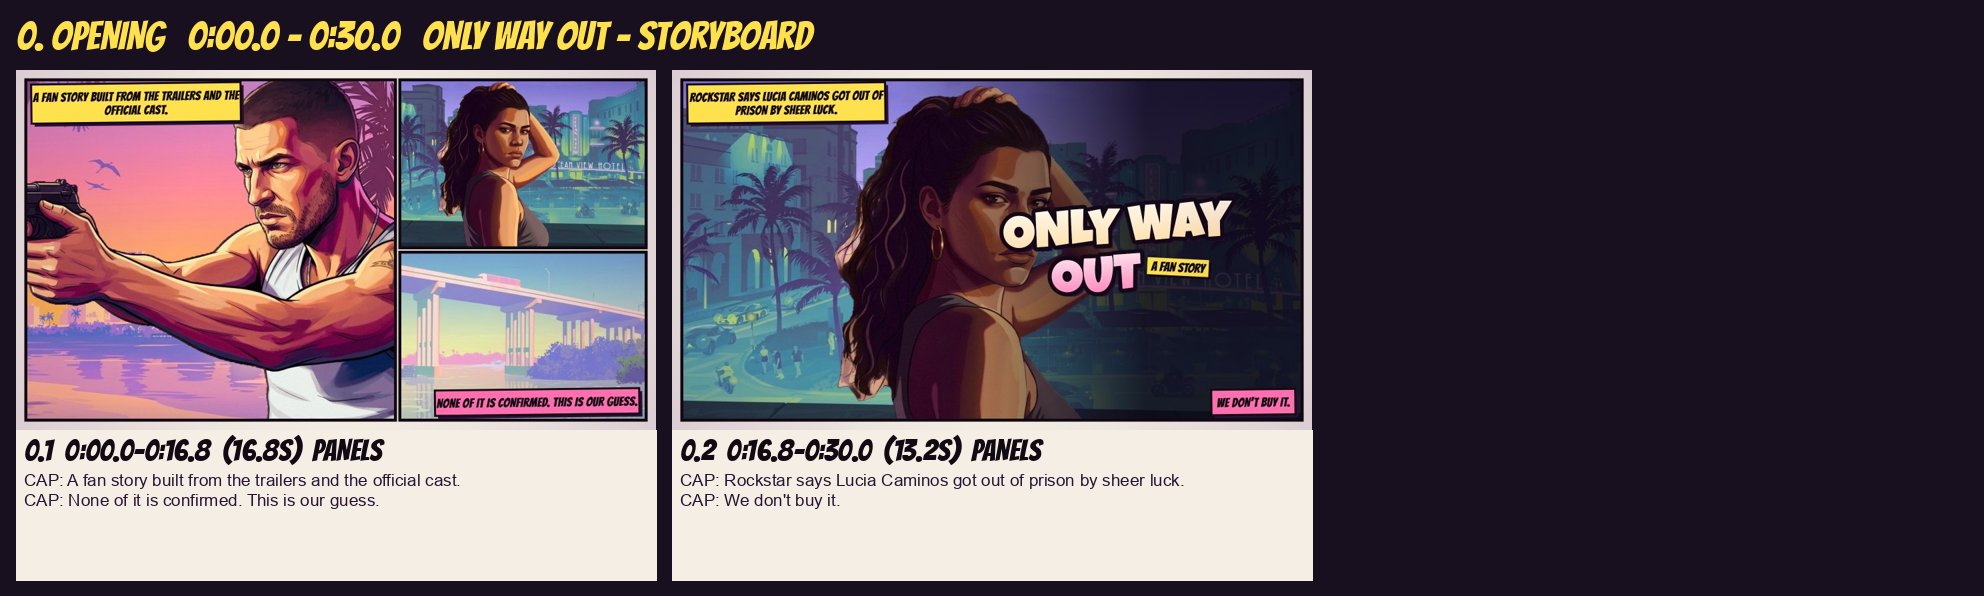 0. OPENING 0:00.0 - 0:30.0 ONLY WAY OUT - STORYBOARD
A FAN STORY BUILT FROM THE TRAILERS AND THE
OFFICIAL CAST.
EAN VIEW HOTEL
NONE OF IT IS CONFIRMED. THIS IS OUR GUESS.
0.1 0:00.0-0:16.8 (16.8S) PANELS
CAP: A fan story built from the trailers and the official cast.
CAP: None of it is confirmed. This is our guess.
ROCKSTAR SAYS LUCIA CAMINOS GOT OUT OF
PRISON BY SHEER LUCK.
ONLY WAY
OUT
A FAN STORY
VIEW HOTEL
WE DON'T BUY IT.
0.2 0:16.8-0:30.0 (13.2S) PANELS
CAP: Rockstar says Lucia Caminos got out of prison by sheer luck.
CAP: We don't buy it.